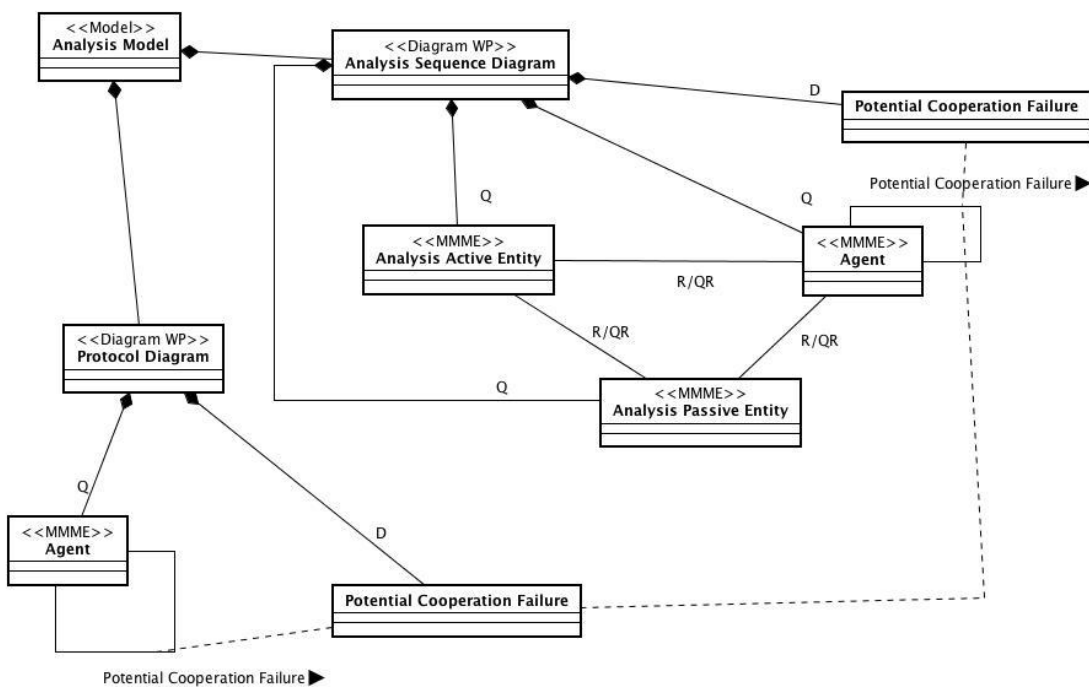 <<Model>>
Analysis Model
<<Diagram WP>>
Analysis Sequence Diagram
D
Potential Cooperation Failure
Potential Cooperation Failure ▶
Q
Q
<<MMME>>
Analysis Active Entity
<<MMME>>
Agent
R/QR
R/QR
R/QR
<<Diagram WP>>
Protocol Diagram
Q
<<MMME>>
Analysis Passive Entity
Q
<<MMME>>
Agent
D
Potential Cooperation Failure
Potential Cooperation Failure ▶